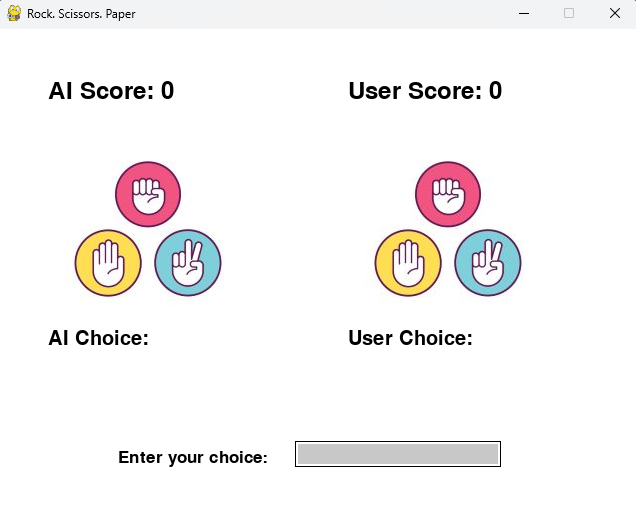 Rock. Scissors. Paper
AI Score: 0
User Score: 0
AI Choice:
User Choice:
Enter your choice: